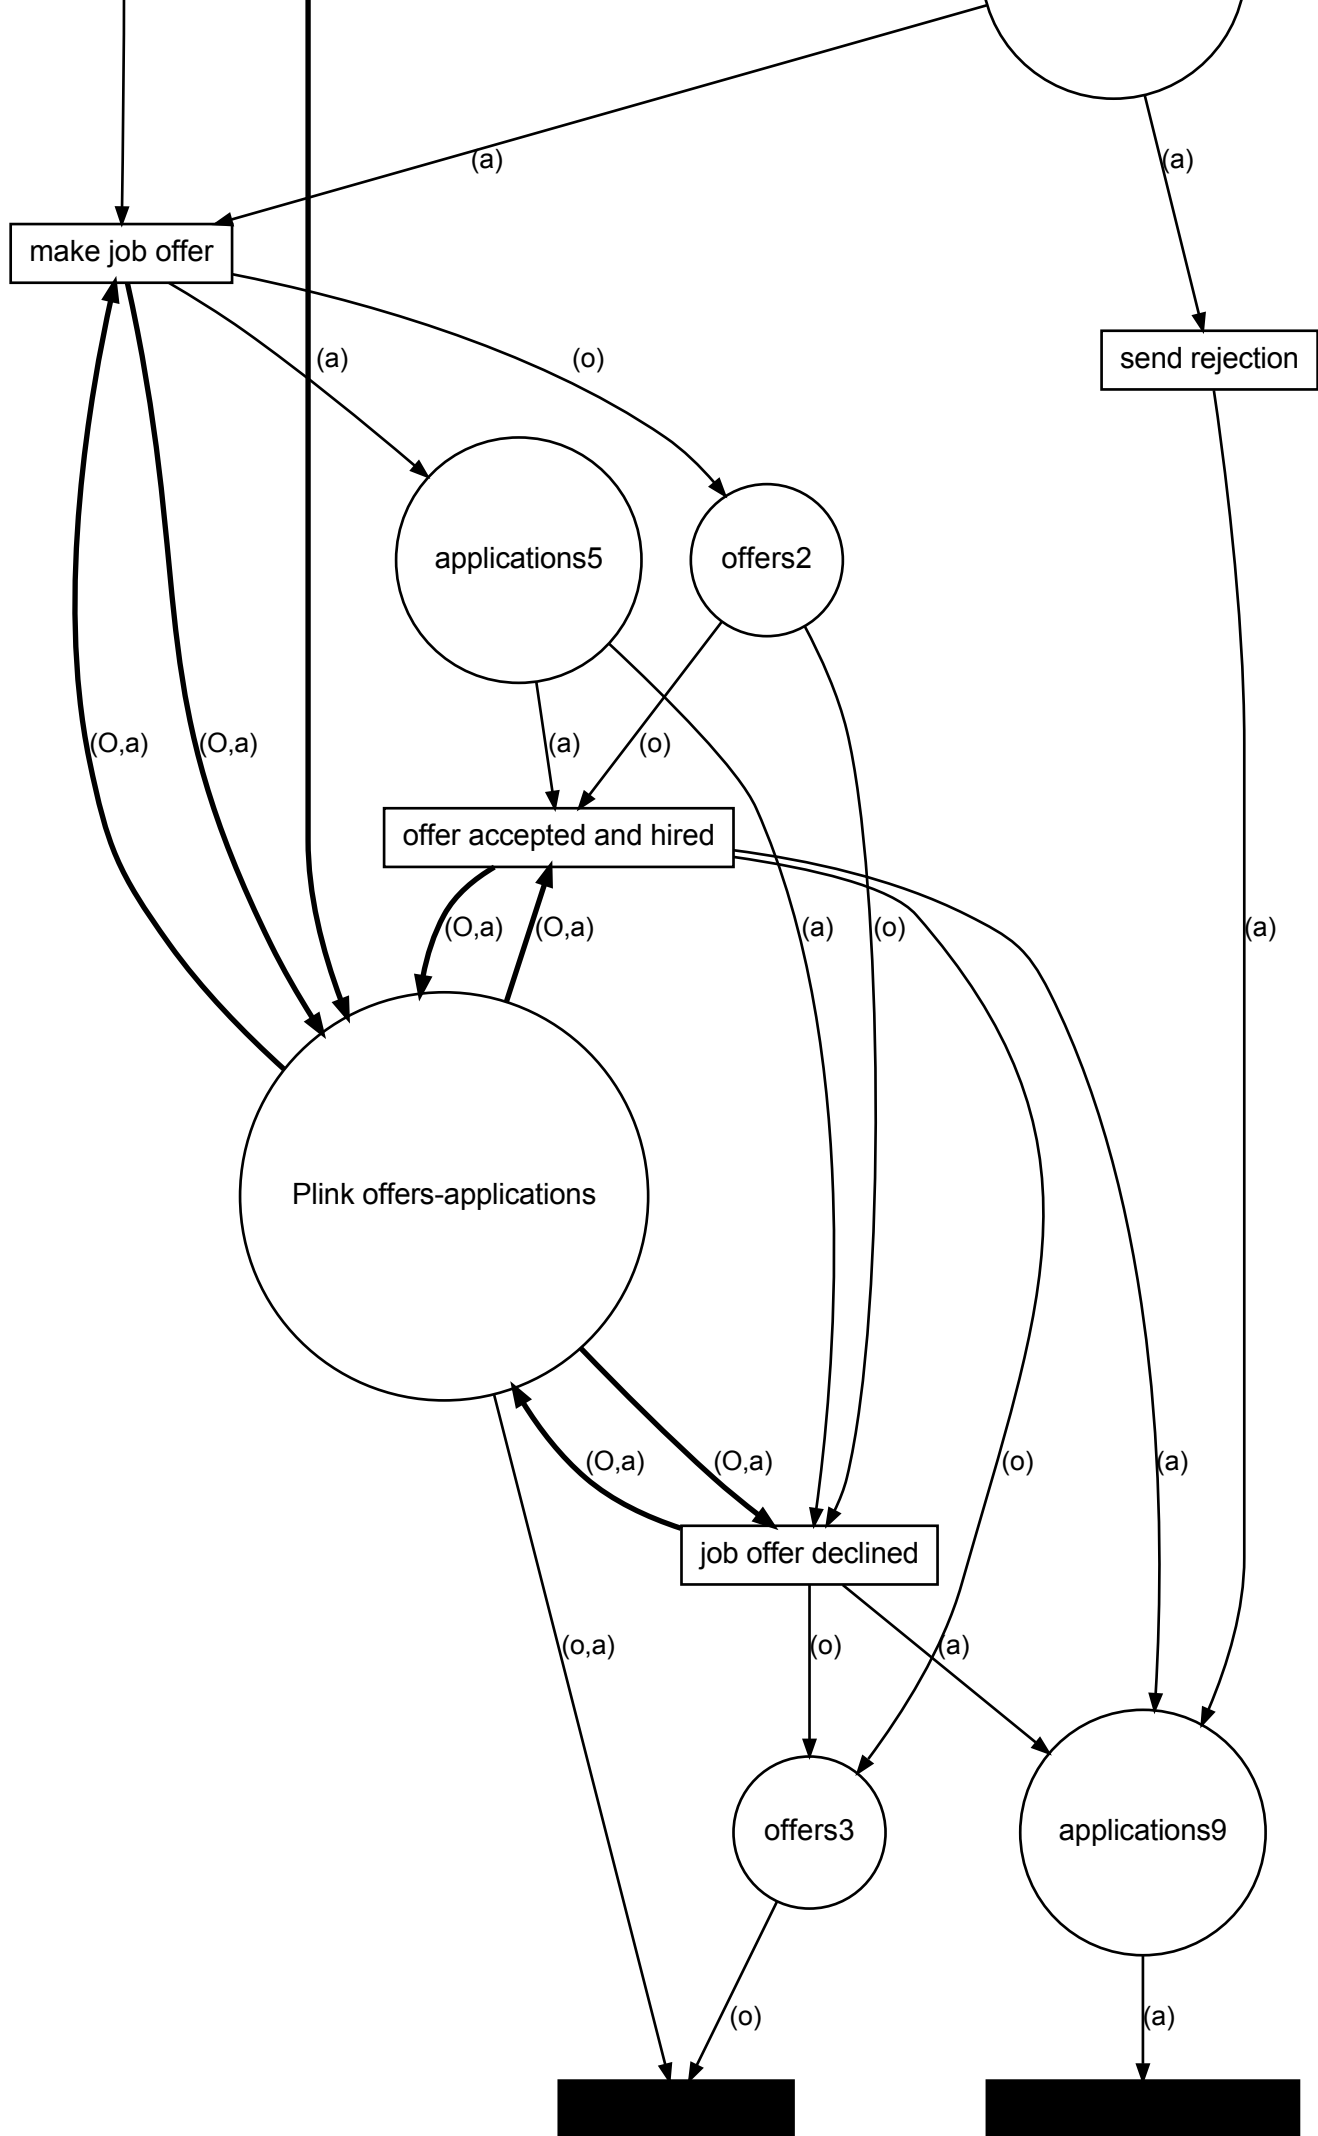 (a)
(a)
make job offer
(a)
(o)
send rejection
applications5
offers2
(O,a)
(O,a)
(a)
(o)
offer accepted and hired
(O,a)
(O,a)
(a)
(o)
(a)
Plink offers-applications
(O,a)
(O,a)
(o)
(a)
job offer declined
(o,a)
(o)
(a)
offers3
applications9
(o)
(a)